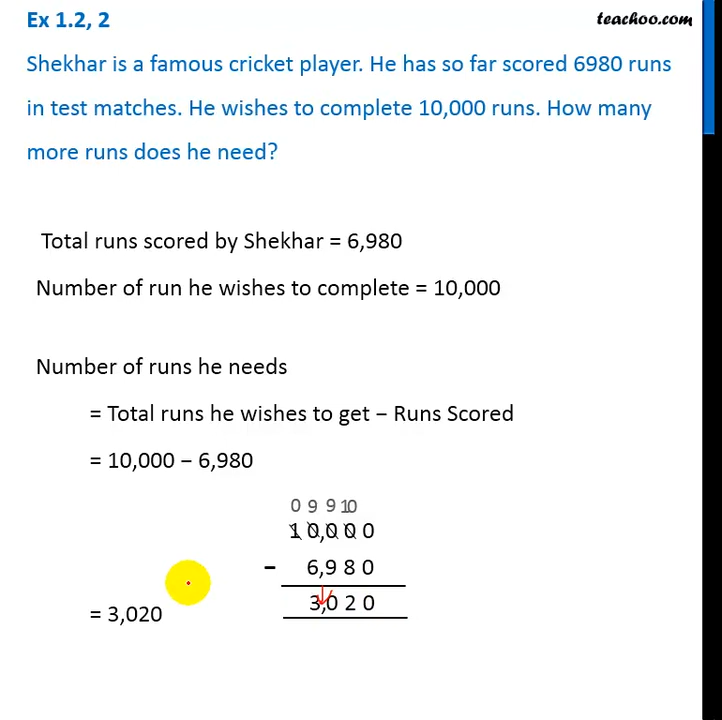 Ex 1.2, 2
teachoo.com
Shekhar is a famous cricket player. He has so far scored 6980 runs
in test matches. He wishes to complete 10,000 runs. How many
more runs does he need?
Total runs scored by Shekhar = 6,980
Number of run he wishes to complete = 10,000
Number of runs he needs
= Total runs he wishes to get − Runs Scored
= 10,000 − 6,980
0 9 9 10
1 0,0 0 0
− 6,9 8 0
3,0 2 0
= 3,020